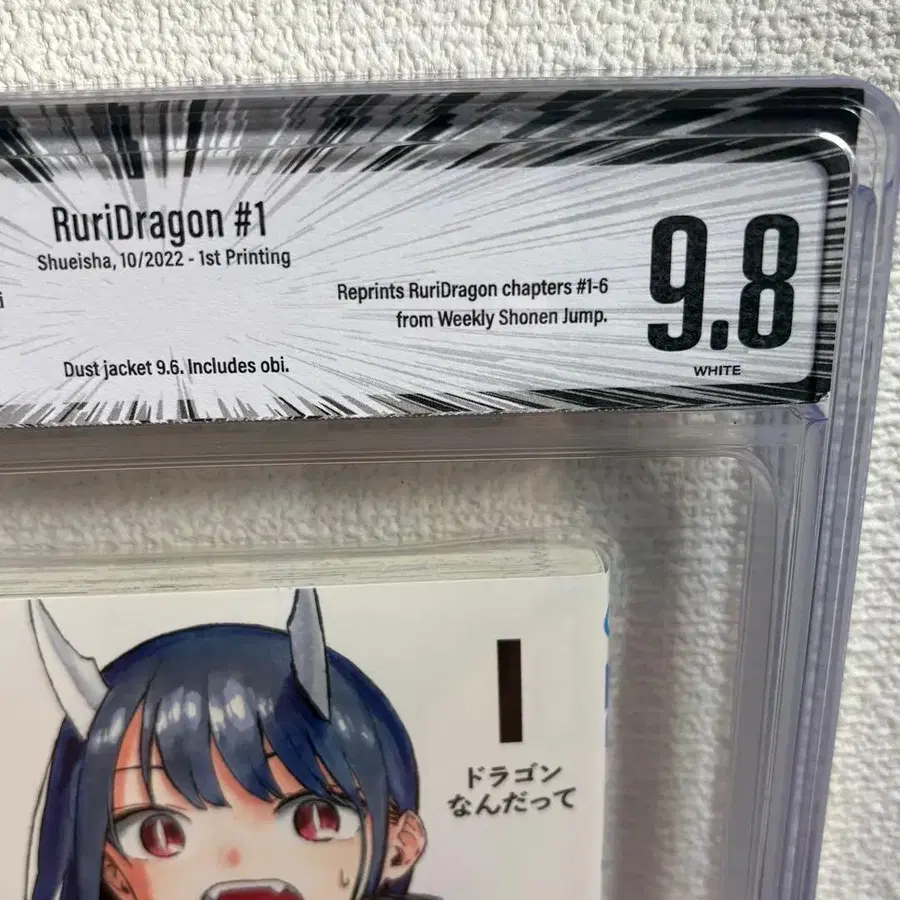 RuriDragon #1
Shueisha, 10/2022 - 1st Printing
Reprints RuriDragon chapters #1-6
from Weekly Shonen Jump.
Dust jacket 9.6. Includes obi.
9.8
WHITE
1
ドラゴン
なんだって